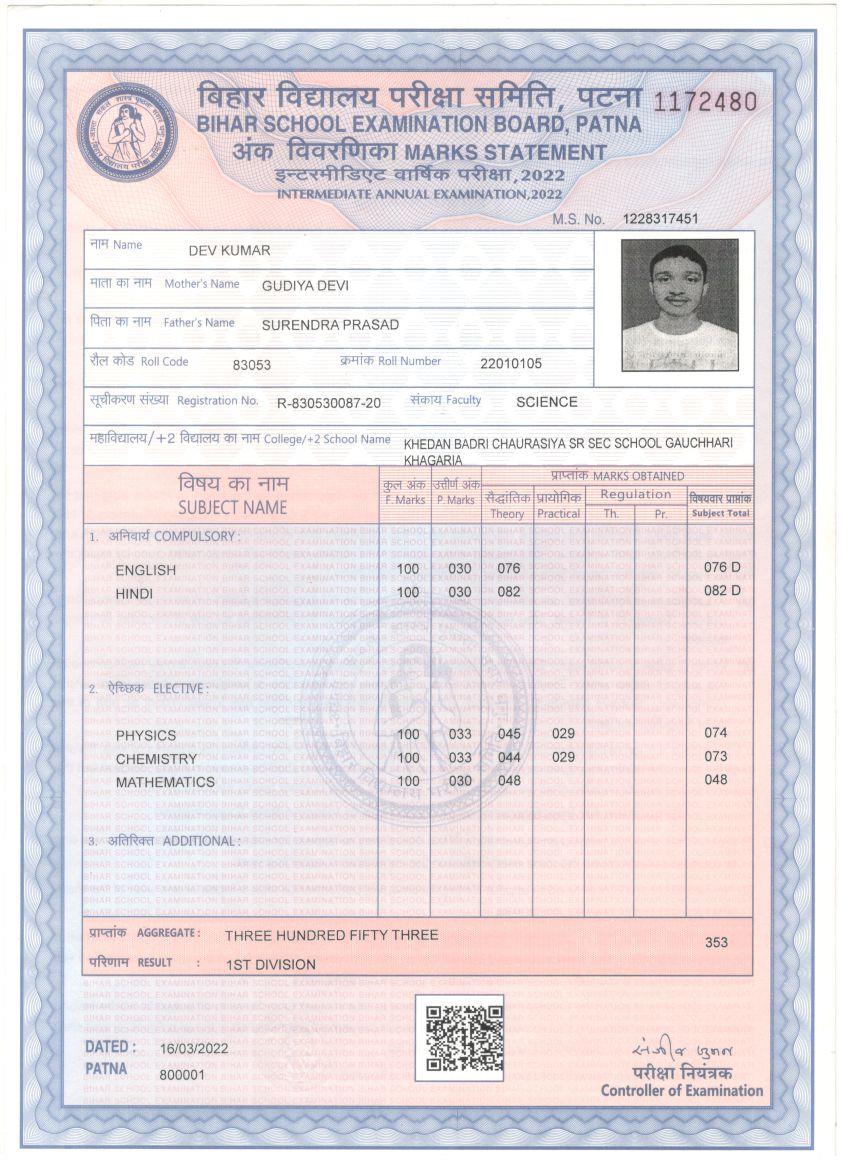 बिहार विद्यालय परीक्षा समिति, पटना 1172480
BIHAR SCHOOL EXAMINATION BOARD, PATNA
अंक विवरणिका MARKS STATEMENT
इन्टरमीडिएट वार्षिक परीक्षा, 2022
INTERMEDIATE ANNUAL EXAMINATION, 2022
M.S. No. 1228317451
नाम Name DEV KUMAR
माता का नाम Mother's Name GUDIYA DEVI
पिता का नाम Father's Name SURENDRA PRASAD
रौल कोड Roll Code 83053 क्रमांक Roll Number 22010105
सूचीकरण संख्या Registration No. R-830530087-20 संकाय Faculty SCIENCE
महाविद्यालय/+2 विद्यालय का नाम College/+2 School Name KHEDAN BADRI CHAURASIYA SR SEC SCHOOL GAUCHHARI
KHAGARIA
विषय का नाम कुल अंक उत्तीर्ण अंक प्राप्तांक MARKS OBTAINED
SUBJECT NAME F. Marks P. Marks सैद्धांतिक प्रायोगिक Regulation विषयवार प्राप्तांक
Theory Practical Th. Pr. Subject Total
1. अनिवार्य COMPULSORY :
ENGLISH 100 030 076 076 D
HINDI 100 030 082 082 D
2. ऐच्छिक ELECTIVE :
PHYSICS 100 033 045 029 074
CHEMISTRY 100 033 044 029 073
MATHEMATICS 100 030 048 048
3. अतिरिक्त ADDITIONAL :
प्राप्तांक AGGREGATE : THREE HUNDRED FIFTY THREE 353
परिणाम RESULT : 1ST DIVISION
DATED : 16/03/2022
PATNA 800001
परीक्षा नियंत्रक
Controller of Examination